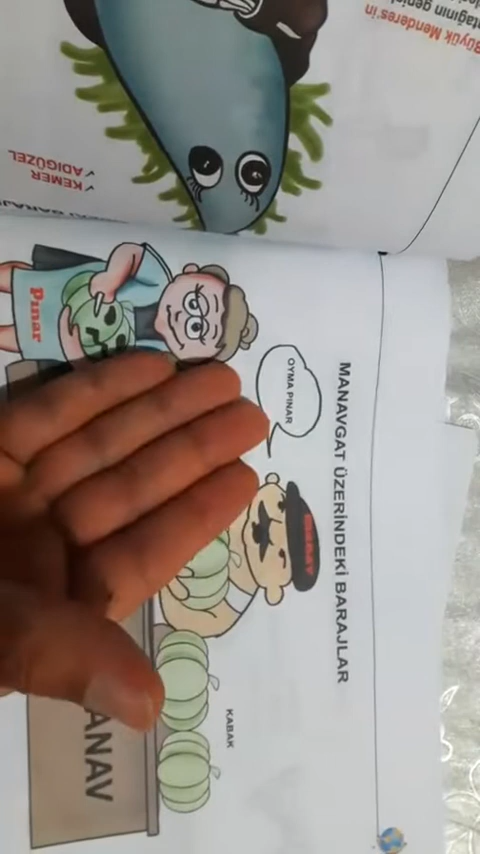 MANAVGAT ÜZERİNDEKİ BARAJLAR
OYMA PINAR
Pınar
KABAK
ANAV
Büyük Menderes'in
✓ KEMER
✓ ADIGÜZEL